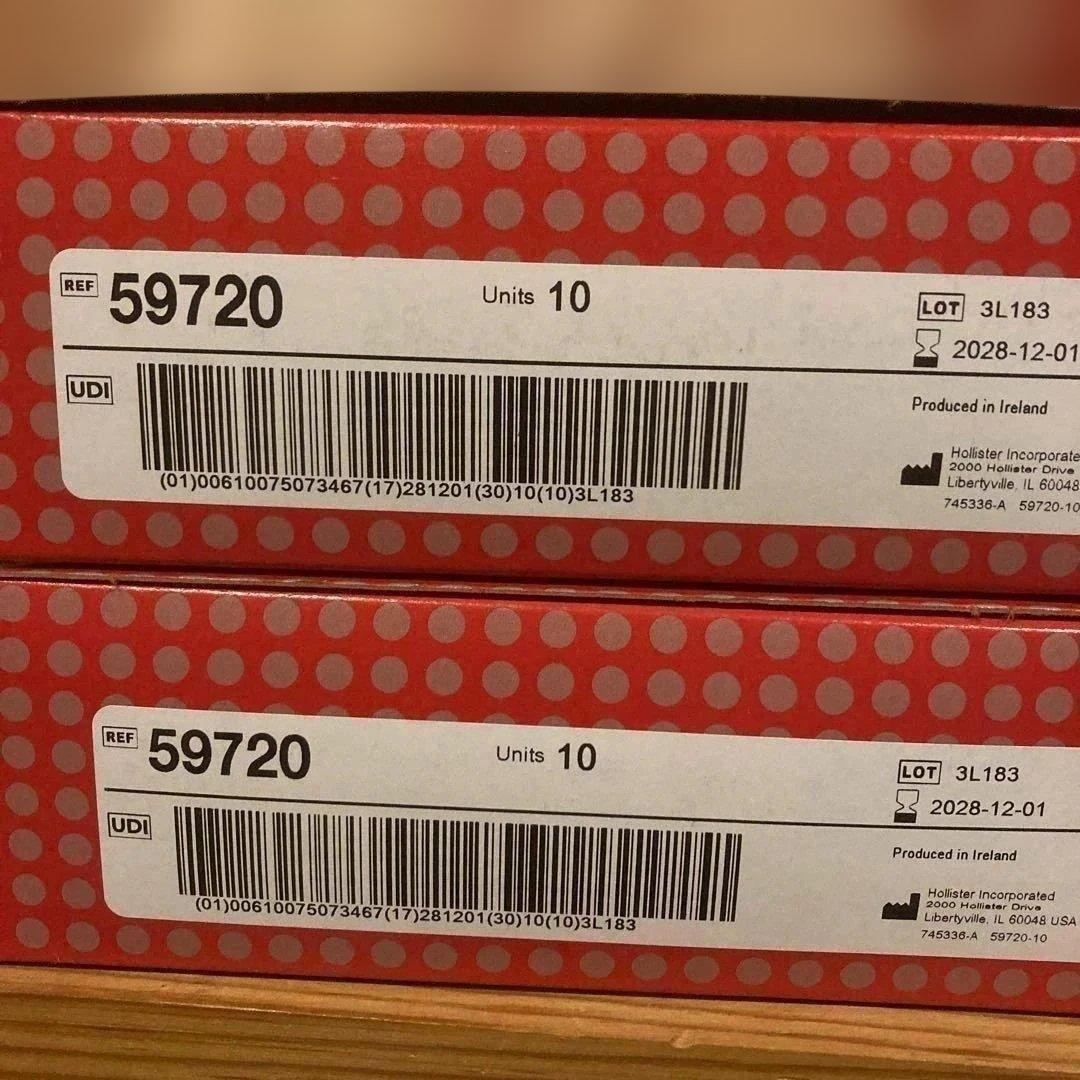 REF 59720 Units 10 LOT 3L183
2028-12-01
UDI
Produced in Ireland
(01)00610075073467(17)281201(30)10(10)3L183
Hollister Incorporate
2000 Hollister Drive
Libertyville, IL 60048
745336-A 59720-10
REF 59720 Units 10 LOT 3L183
2028-12-01
UDI
Produced in Ireland
(01)00610075073467(17)281201(30)10(10)3L183
Hollister Incorporated
2000 Hollister Drive
Libertyville, IL 60048 USA
745336-A 59720-10